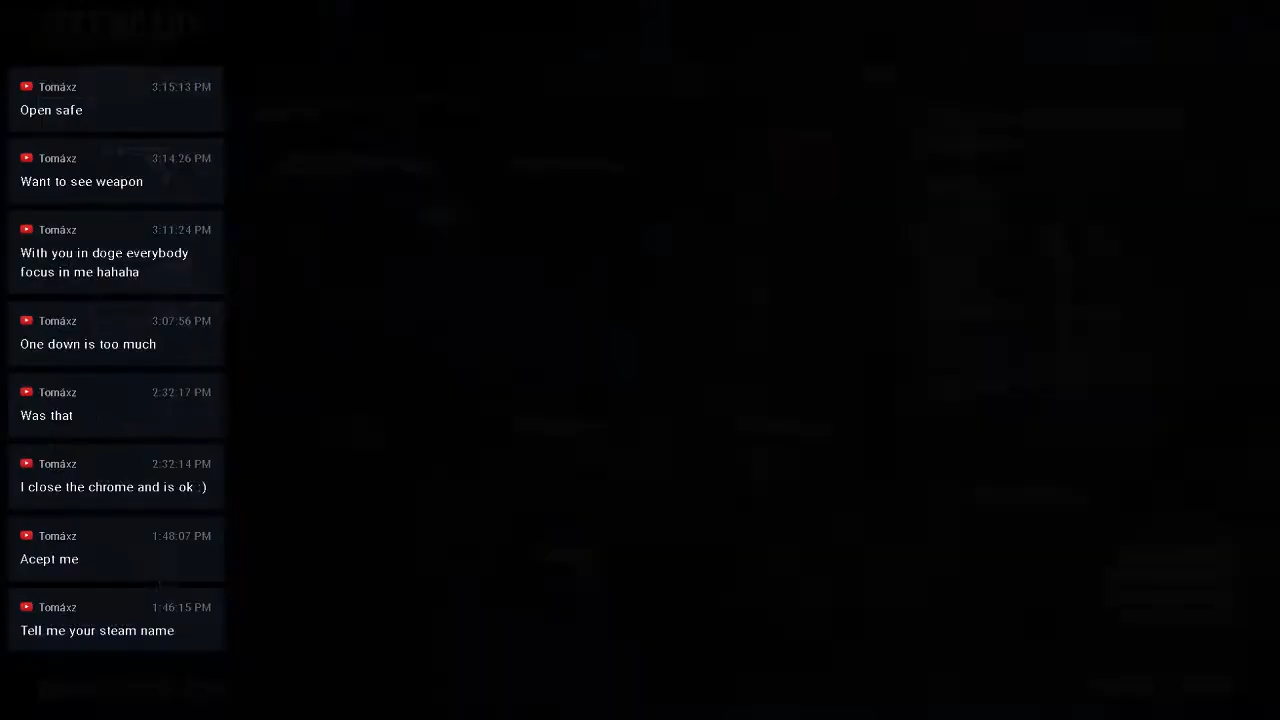 Tomáxz 3:15:13 PM
Open safe
Tomáxz 3:14:26 PM
Want to see weapon
Tomáxz 3:11:24 PM
With you in doge everybody
focus in me hahaha
Tomáxz 3:07:56 PM
One down is too much
Tomáxz 2:32:17 PM
Was that
Tomáxz 2:32:14 PM
I close the chrome and is ok :)
Tomáxz 1:48:07 PM
Acept me
Tomáxz 1:46:15 PM
Tell me your steam name